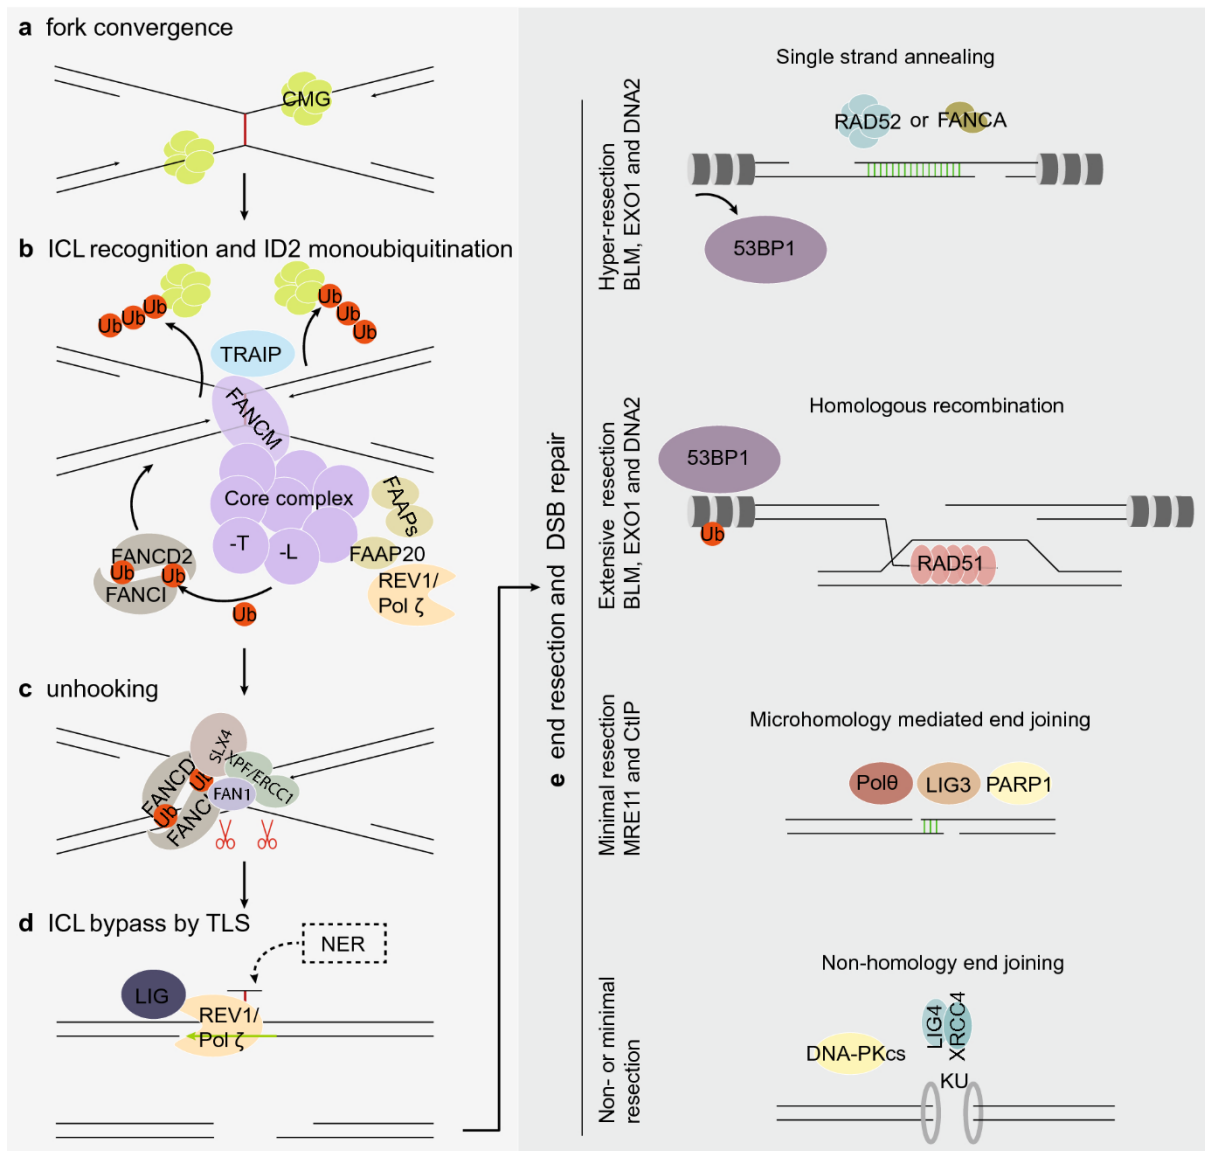 a fork convergence
CMG
b ICL recognition and ID2 monoubiquitination
Ub
Ub
Ub
Ub
Ub
Ub
TRAIP
FANCM
Core complex
FAAPs
-T
-L
FAAP20
FANCD2
Ub
Ub
FANCI
REV1/
Pol ζ
Ub
c unhooking
SLX4
XPF/ERCC1
FANCD
Ub
FAN1
Ub
FANC
d ICL bypass by TLS
NER
LIG
REV1/
Pol ζ
e end resection and DSB repair
Hyper-resection
BLM, EXO1 and DNA2
Single strand annealing
RAD52 or FANCA
53BP1
Extensive resection
BLM, EXO1 and DNA2
Homologous recombination
53BP1
Ub
RAD51
Minimal resection
MRE11 and CtIP
Microhomology mediated end joining
Polθ
LIG3
PARP1
Non- or minimal
resection
Non-homology end joining
LIG4
XRCC4
DNA-PKcs
KU